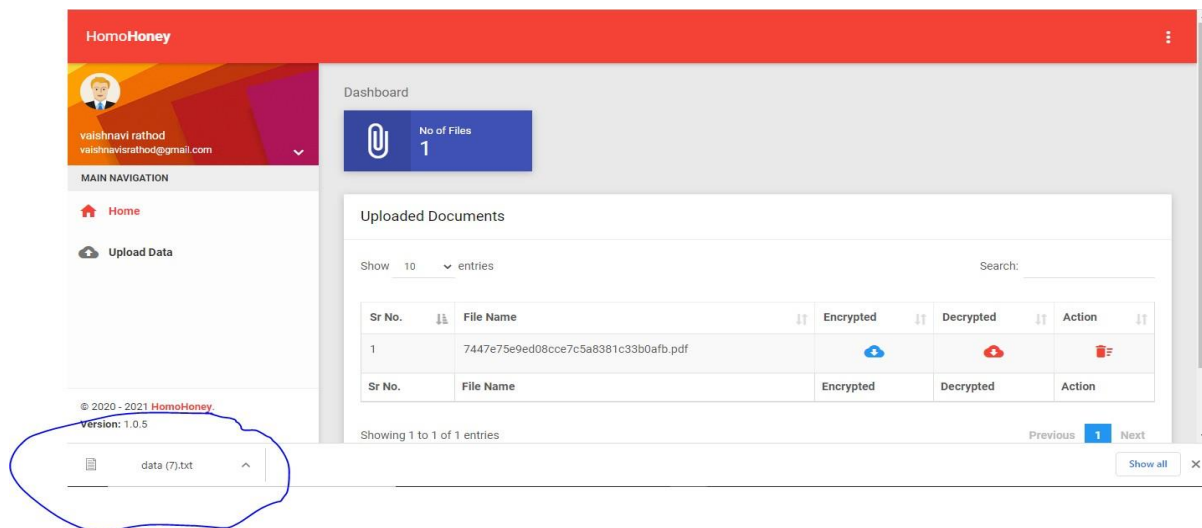 HomoHoney
vaishnavi rathod
vaishnavisrathod@gmail.com
MAIN NAVIGATION
Home
Upload Data
© 2020 - 2021 HomoHoney.
Version: 1.0.5
Dashboard
No of Files
1
Uploaded Documents
Show 10 entries
Search:
Sr No. File Name Encrypted Decrypted Action
1 7447e75e9ed08cce7c5a8381c33b0afb.pdf
Sr No. File Name Encrypted Decrypted Action
Showing 1 to 1 of 1 entries
Previous 1 Next
data (7).txt
Show all